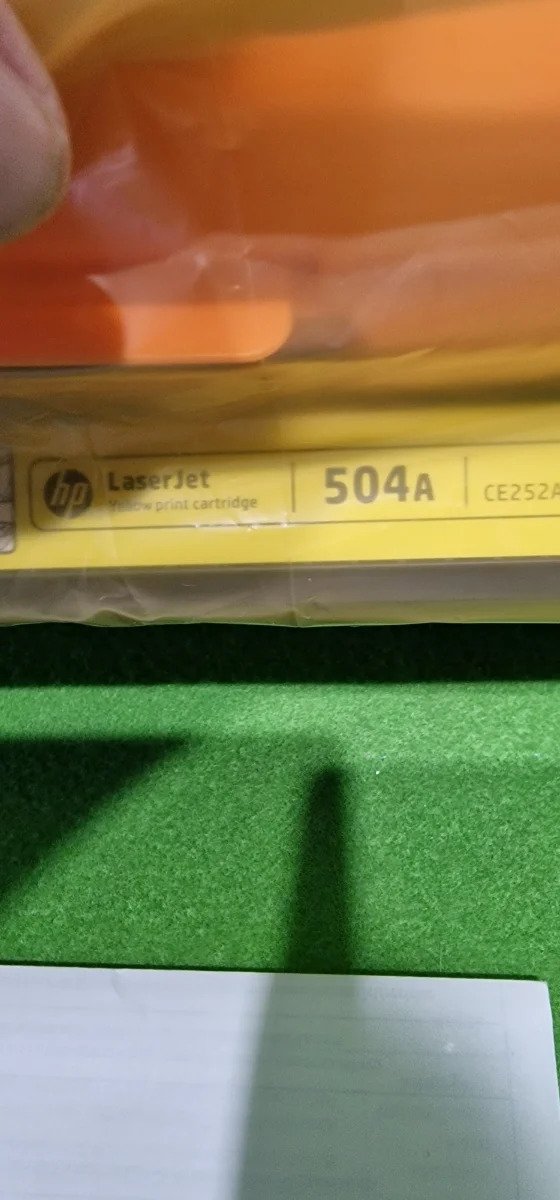 hp LaserJet 504A CE252A
Yellow print cartridge